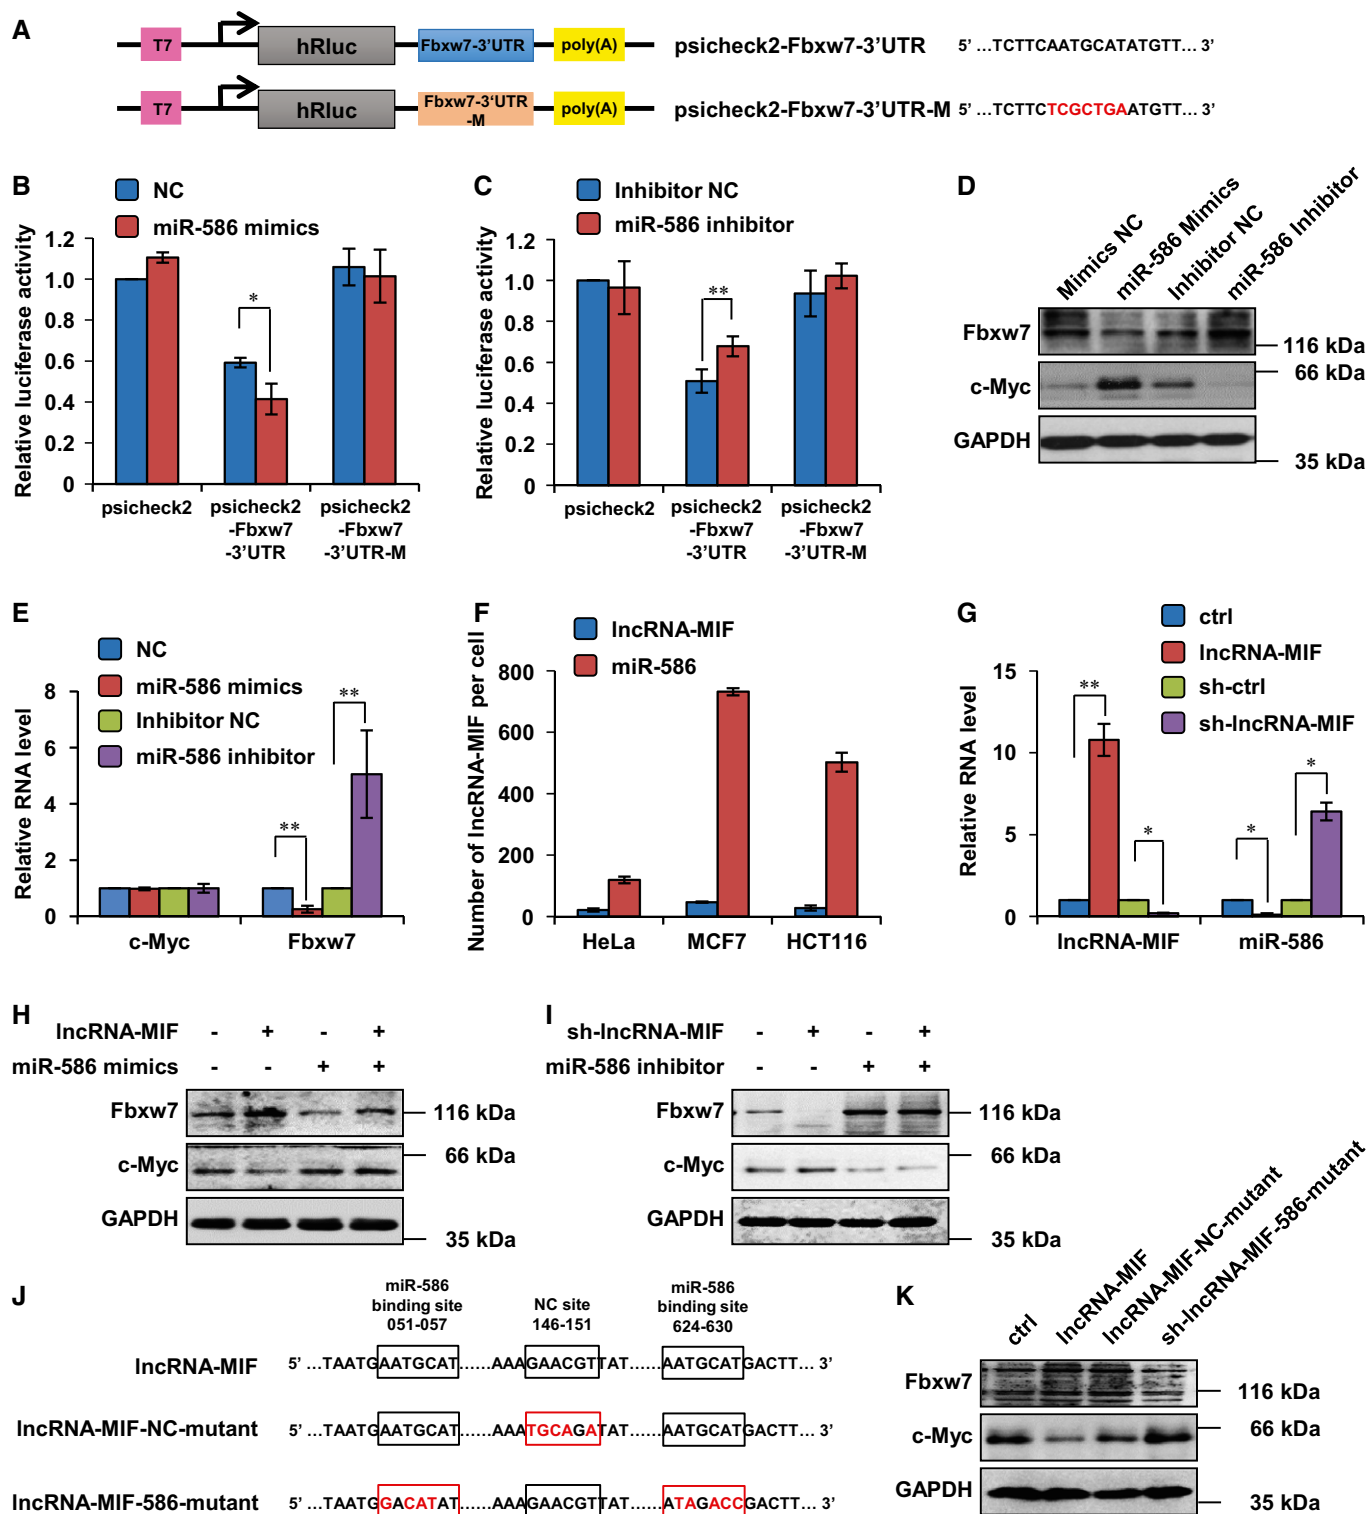 A
T7
hRluc
Fbxw7-3'UTR
poly(A)
psicheck2-Fbxw7-3'UTR
5' ...TCTTCAATGCATATGTT... 3'
T7
hRluc
Fbxw7-3'UTR
-M
poly(A)
psicheck2-Fbxw7-3'UTR-M
5' ...TCTTCTCGCTGAATGTT... 3'
B
NC
miR-586 mimics
Relative luciferase activity
1.2
1.0
0.8
0.6
0.4
0.2
0
*
psicheck2
psicheck2
-Fbxw7
-3'UTR
psicheck2
-Fbxw7
-3'UTR-M
C
Inhibitor NC
miR-586 inhibitor
Relative luciferase activity
1.2
1.0
0.8
0.6
0.4
0.2
0
**
psicheck2
psicheck2
-Fbxw7
-3'UTR
psicheck2
-Fbxw7
-3'UTR-M
D
Mimics NC
miR-586 Mimics
Inhibitor NC
miR-586 Inhibitor
Fbxw7
116 kDa
66 kDa
c-Myc
GAPDH
35 kDa
E
NC
miR-586 mimics
Inhibitor NC
miR-586 inhibitor
Relative RNA level
8
6
4
2
0
**
**
c-Myc
Fbxw7
F
lncRNA-MIF
miR-586
Number of lncRNA-MIF per cell
800
600
400
200
0
HeLa
MCF7
HCT116
G
ctrl
lncRNA-MIF
sh-ctrl
sh-lncRNA-MIF
Relative RNA level
15
10
5
0
**
*
*
*
lncRNA-MIF
miR-586
H
lncRNA-MIF - + - +
miR-586 mimics - - + +
Fbxw7
116 kDa
66 kDa
c-Myc
GAPDH
35 kDa
I
sh-lncRNA-MIF - + - +
miR-586 inhibitor - - + +
Fbxw7
116 kDa
66 kDa
c-Myc
GAPDH
35 kDa
J
miR-586
binding site
051-057
NC site
146-151
miR-586
binding site
624-630
lncRNA-MIF
5' ...TAATGAATGCAT......AAAGAACGTTAT......AATGCATGACTT... 3'
lncRNA-MIF-NC-mutant
5' ...TAATGAATGCAT......AAATGCAGATAT......AATGCATGACTT... 3'
lncRNA-MIF-586-mutant
5' ...TAATGGACATAT......AAAGAACGTTAT......ATAGACCGACTT... 3'
K
ctrl
lncRNA-MIF
lncRNA-MIF-NC-mutant
sh-lncRNA-MIF-586-mutant
Fbxw7
116 kDa
66 kDa
c-Myc
GAPDH
35 kDa